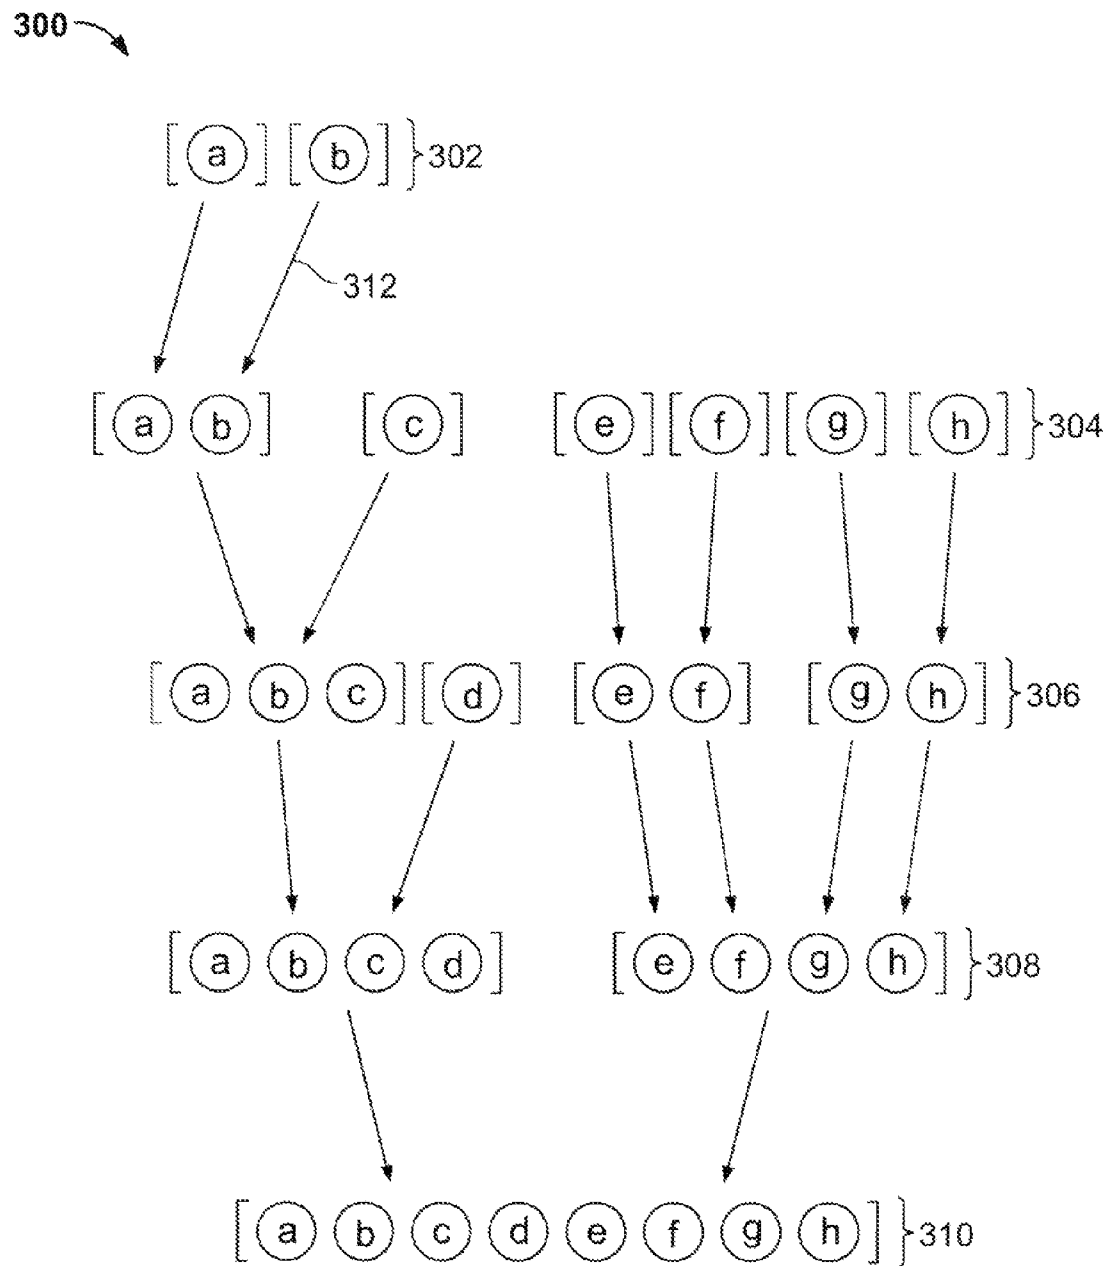 300
[a] [b] } 302
312
[a b] [c] [e] [f] [g] [h] } 304
[a b c] [d] [e f] [g h] } 306
[a b c d] [e f g h] } 308
[a b c d e f g h] } 310